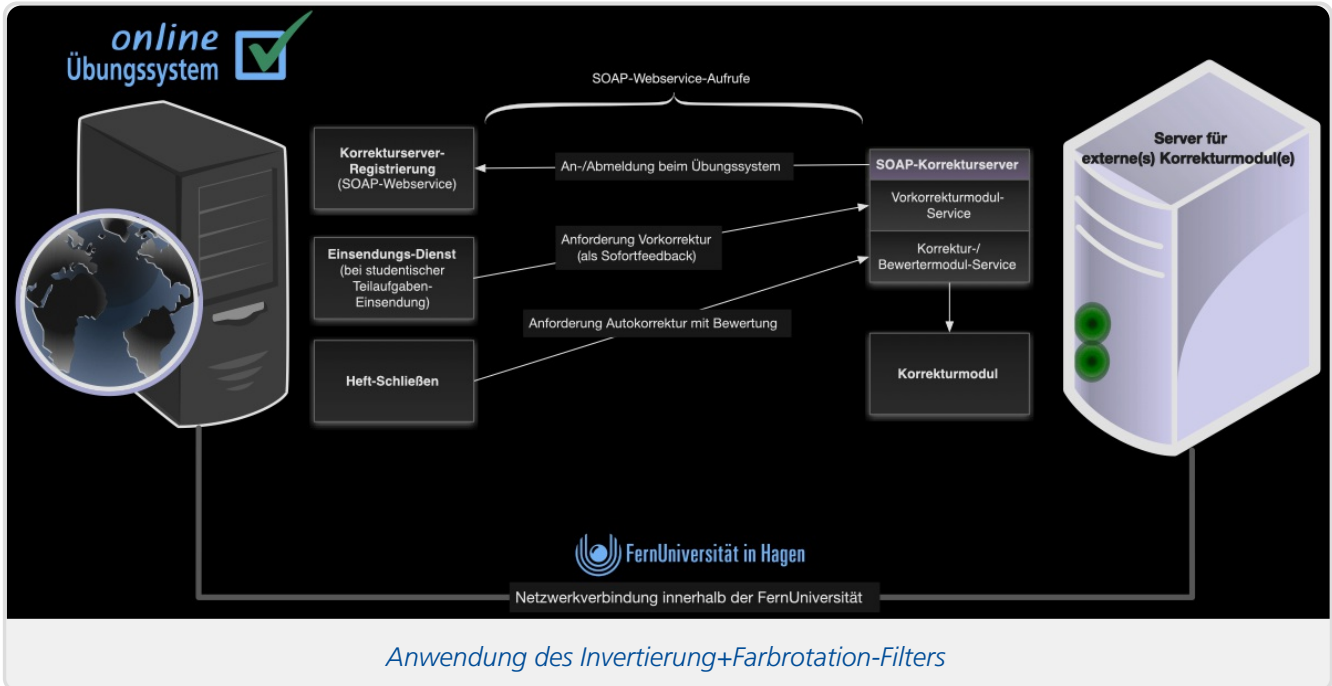 online
Übungssystem
SOAP-Webservice-Aufrufe
Korrekturserver-
Registrierung
(SOAP-Webservice)
An-/Abmeldung beim Übungssystem
SOAP-Korrekturserver
Vorkorrekturmodul-
Service
Korrektur-/
Bewertermodul-Service
Server für
externe(s) Korrekturmodul(e)
Einsendungs-Dienst
(bei studentischer
Teilaufgaben-
Einsendung)
Anforderung Vorkorrektur
(als Sofortfeedback)
Anforderung Autokorrektur mit Bewertung
Heft-Schließen
Korrekturmodul
FernUniversität in Hagen
Netzwerkverbindung innerhalb der FernUniversität
Anwendung des Invertierung+Farbrotation-Filters